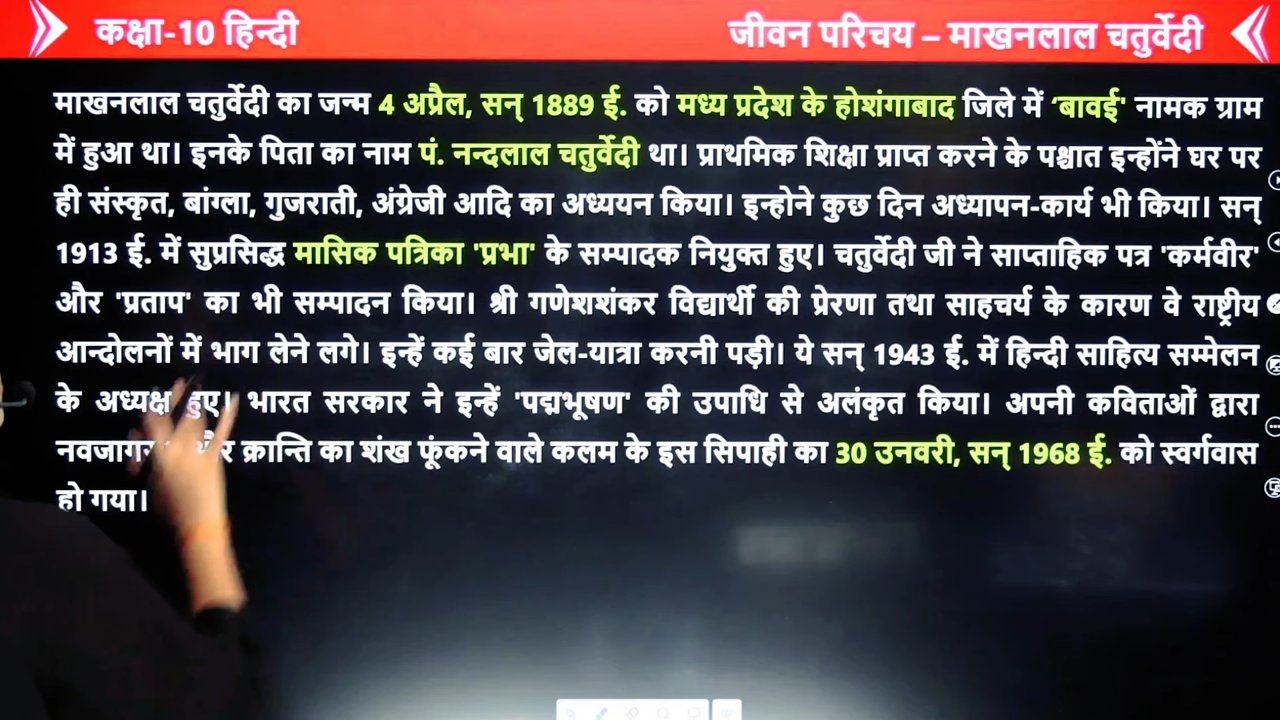 कक्षा-10 हिन्दी
जीवन परिचय – माखनलाल चतुर्वेदी
माखनलाल चतुर्वेदी का जन्म 4 अप्रैल, सन् 1889 ई. को मध्य प्रदेश के होशंगाबाद जिले में ‘बावई' नामक ग्राम
में हुआ था। इनके पिता का नाम पं. नन्दलाल चतुर्वेदी था। प्राथमिक शिक्षा प्राप्त करने के पश्चात इन्होंने घर पर
ही संस्कृत, बांग्ला, गुजराती, अंग्रेजी आदि का अध्ययन किया। इन्होने कुछ दिन अध्यापन-कार्य भी किया। सन्
1913 ई. में सुप्रसिद्ध मासिक पत्रिका 'प्रभा' के सम्पादक नियुक्त हुए। चतुर्वेदी जी ने साप्ताहिक पत्र 'कर्मवीर'
और 'प्रताप' का भी सम्पादन किया। श्री गणेशशंकर विद्यार्थी की प्रेरणा तथा साहचर्य के कारण वे राष्ट्रीय
आन्दोलनों में भाग लेने लगे। इन्हें कई बार जेल-यात्रा करनी पड़ी। ये सन् 1943 ई. में हिन्दी साहित्य सम्मेलन
के अध्यक्ष हुए। भारत सरकार ने इन्हें 'पद्मभूषण' की उपाधि से अलंकृत किया। अपनी कविताओं द्वारा
क्रान्ति का शंख फूंकने वाले कलम के इस सिपाही का 30 उनवरी, सन् 1968 ई. को स्वर्गवास
हो गया।